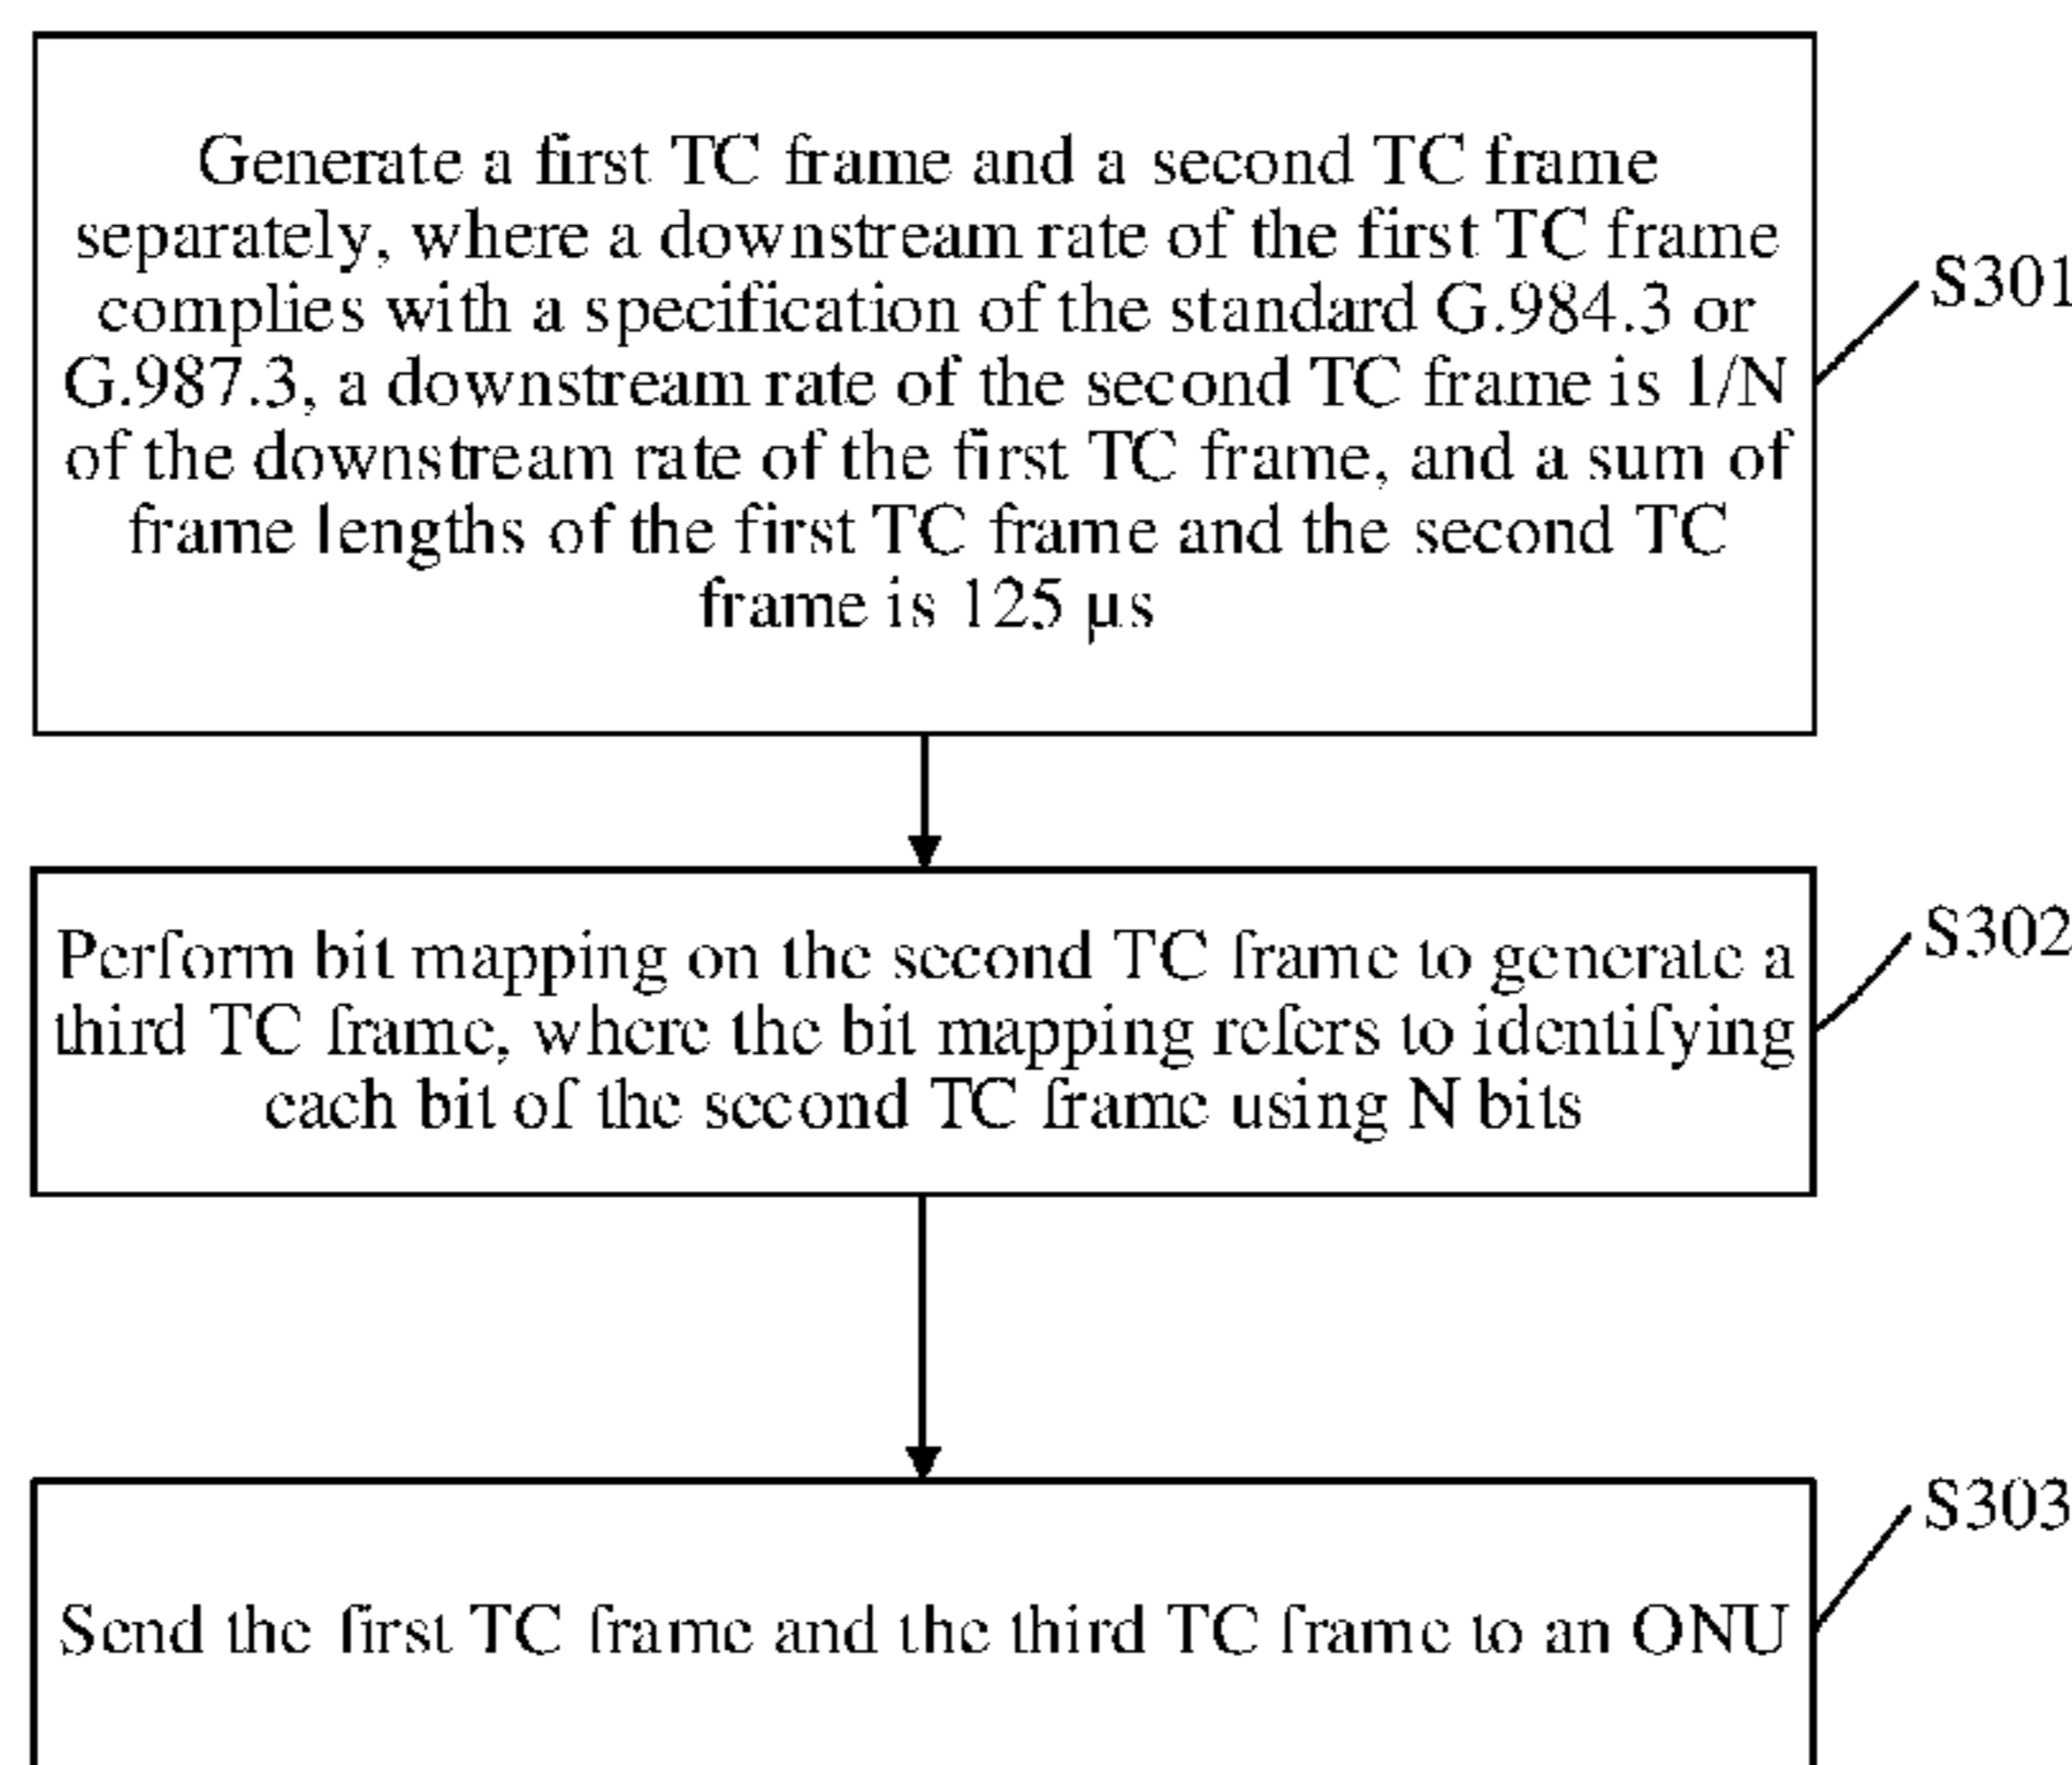 Generate a first TC frame and a second TC frame
separately, where a downstream rate of the first TC frame
complies with a specification of the standard G.984.3 or
G.987.3, a downstream rate of the second TC frame is 1/N
of the downstream rate of the first TC frame, and a sum of
frame lengths of the first TC frame and the second TC
frame is 125 μs
S301
Perform bit mapping on the second TC frame to generate a
third TC frame, where the bit mapping refers to identifying
each bit of the second TC frame using N bits
S302
Send the first TC frame and the third TC frame to an ONU
S303